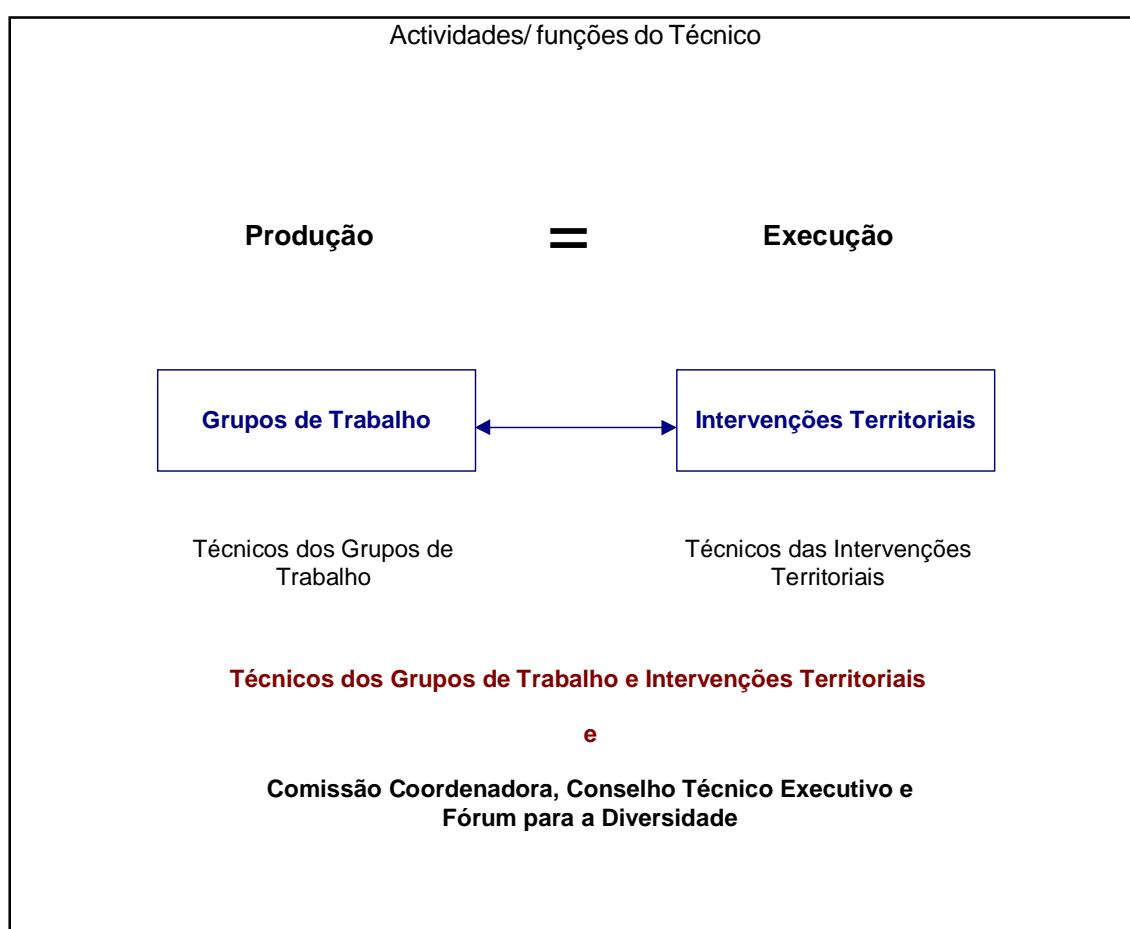 Actividades/ funções do Técnico
Produção = Execução
Grupos de Trabalho
Intervenções Territoriais
Técnicos dos Grupos de
Trabalho
Técnicos das Intervenções
Territoriais
Técnicos dos Grupos de Trabalho e Intervenções Territoriais
e
Comissão Coordenadora, Conselho Técnico Executivo e
Fórum para a Diversidade